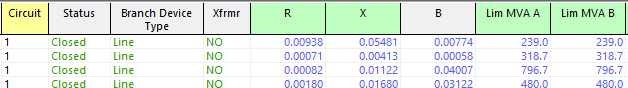 Circuit Status Branch Device Type Xfrmr R X B Lim MVA A Lim MVA B
1 Closed Line NO 0.00938 0.05481 0.00774 239.0 239.0
1 Closed Line NO 0.00071 0.00413 0.00058 318.7 318.7
1 Closed Line NO 0.00082 0.01122 0.04007 796.7 796.7
1 Closed Line NO 0.00180 0.01680 0.03122 480.0 480.0